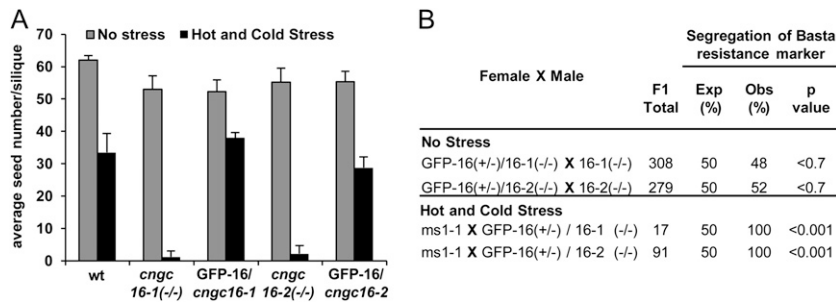 A
No stress
Hot and Cold Stress
average seed number/silique
70
60
50
40
30
20
10
0
wt
cngc
16-1(-/-)
GFP-16/
cngc16-1
cngc
16-2(-/-)
GFP-16/
cngc16-2
B
Segregation of Basta
resistance marker
Female X Male
F1
Total
Exp
(%)
Obs
(%)
p
value
No Stress
GFP-16(+/-)/16-1(-/-) X 16-1(-/-) 308 50 48 <0.7
GFP-16(+/-)/16-2(-/-) X 16-2(-/-) 279 50 52 <0.7
Hot and Cold Stress
ms1-1 X GFP-16(+/-) / 16-1 (-/-) 17 50 100 <0.001
ms1-1 X GFP-16(+/-) / 16-2 (-/-) 91 50 100 <0.001